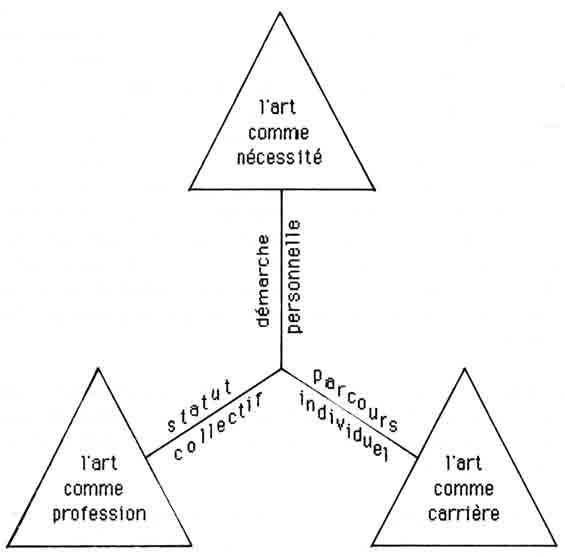 l'art
comme
nécessité
démarche
personnelle
statut
collectif
parcours
individuel
l'art
comme
profession
l'art
comme
carrière